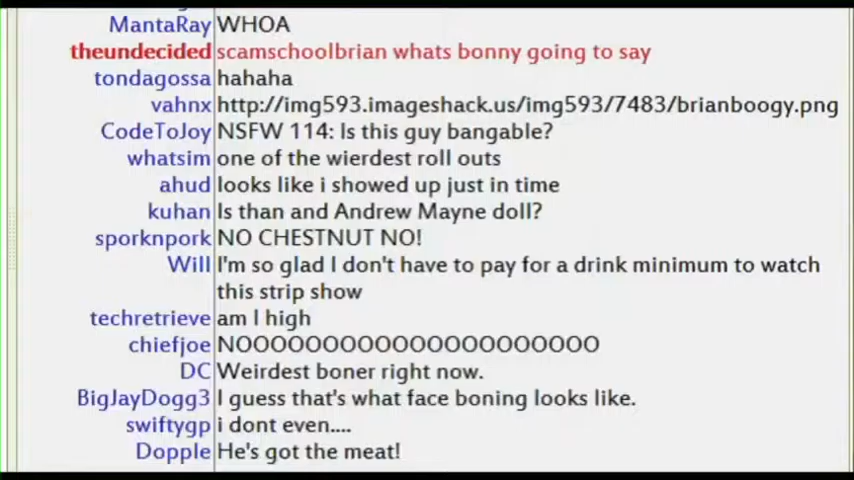 MantaRay WHOA
theundecided scamschoolbrian whats bonny going to say
tondagossa hahaha
vahnx http://img593.imageshack.us/img593/7483/brianboogy.png
CodeToJoy NSFW 114: Is this guy bangable?
whatsim one of the wierdest roll outs
ahud looks like i showed up just in time
kuhan Is than and Andrew Mayne doll?
sporknpork NO CHESTNUT NO!
Will I'm so glad I don't have to pay for a drink minimum to watch
this strip show
techretrieve am I high
chiefjoe NOOOOOOOOOOOOOOOOOOOOOO
DC Weirdest boner right now.
BigJayDogg3 I guess that's what face boning looks like.
swiftygp i dont even....
Dopple He's got the meat!